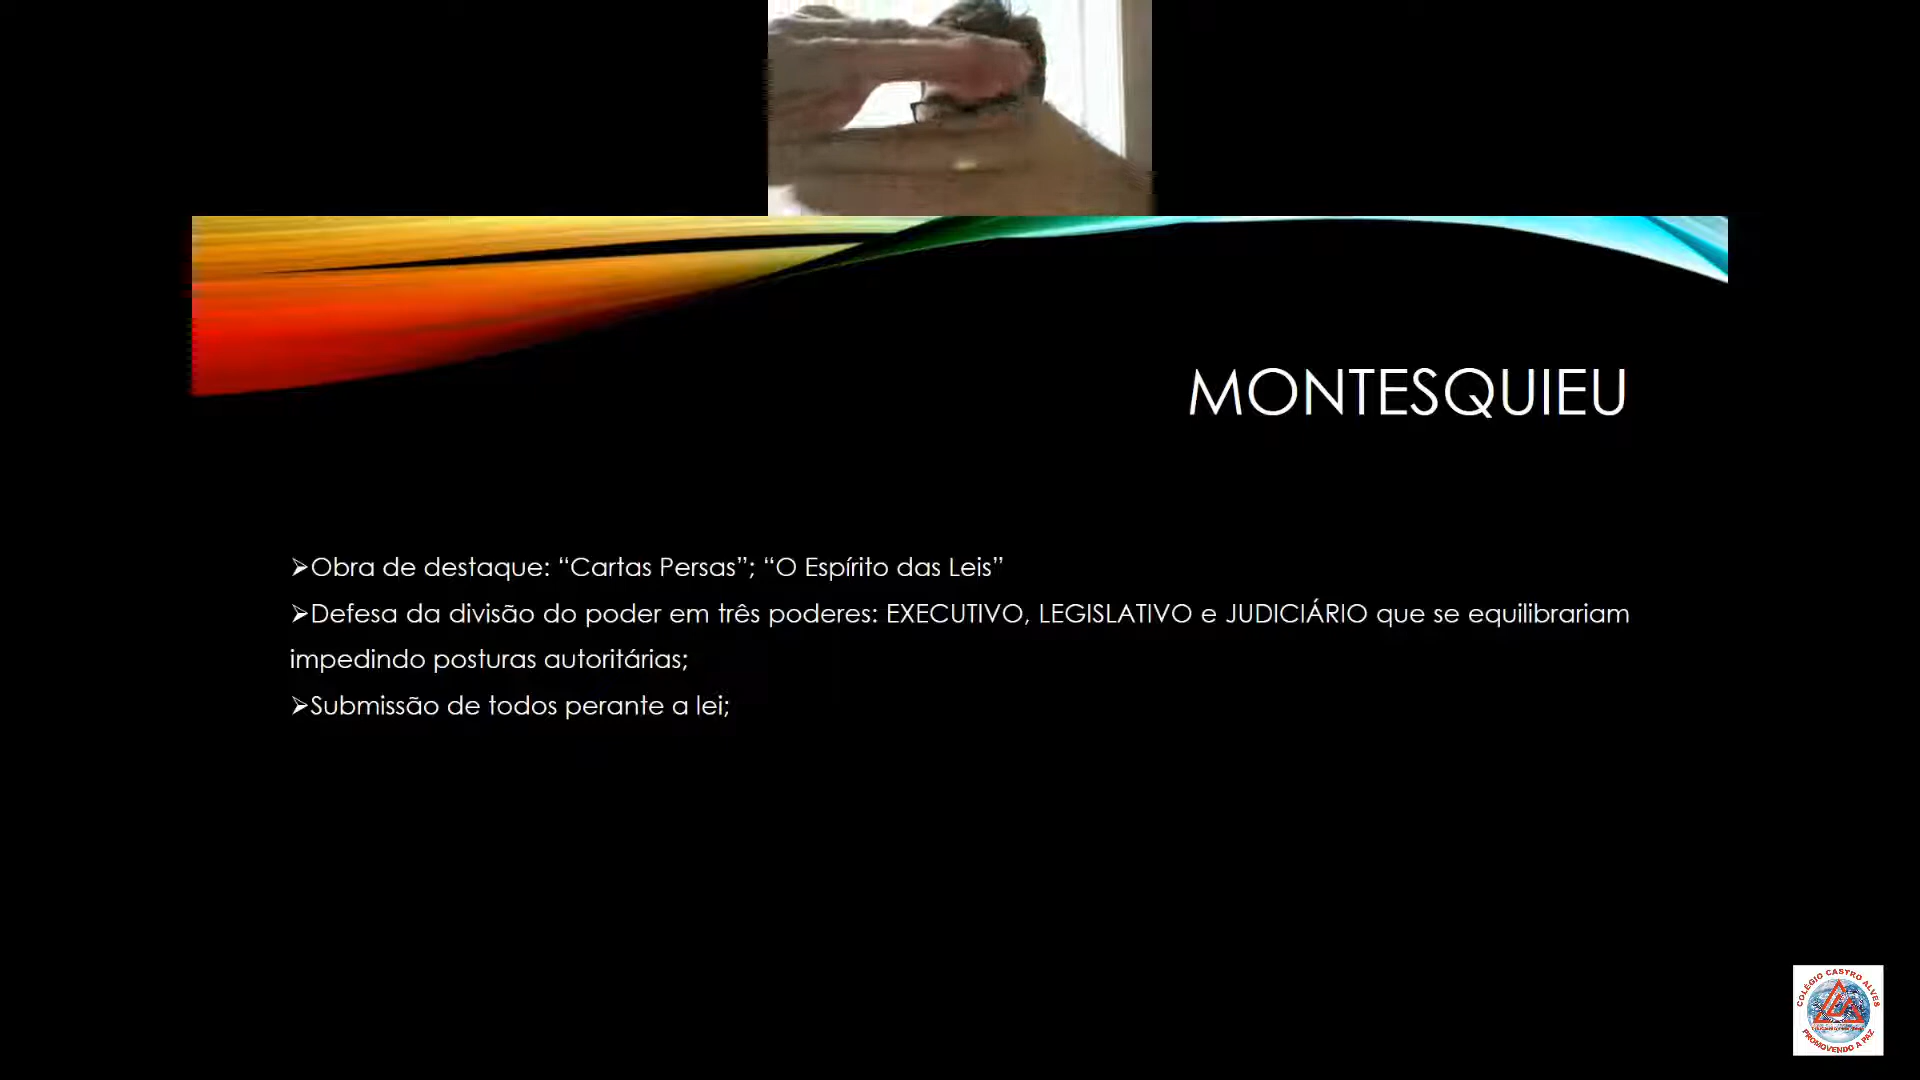 MONTESQUIEU
➢Obra de destaque: “Cartas Persas”; “O Espírito das Leis”
➢Defesa da divisão do poder em três poderes: EXECUTIVO, LEGISLATIVO e JUDICIÁRIO que se equilibrariam
impedindo posturas autoritárias;
➢Submissão de todos perante a lei;
COLÉGIO CASTRO ALVES
PROMOVENDO A PAZ